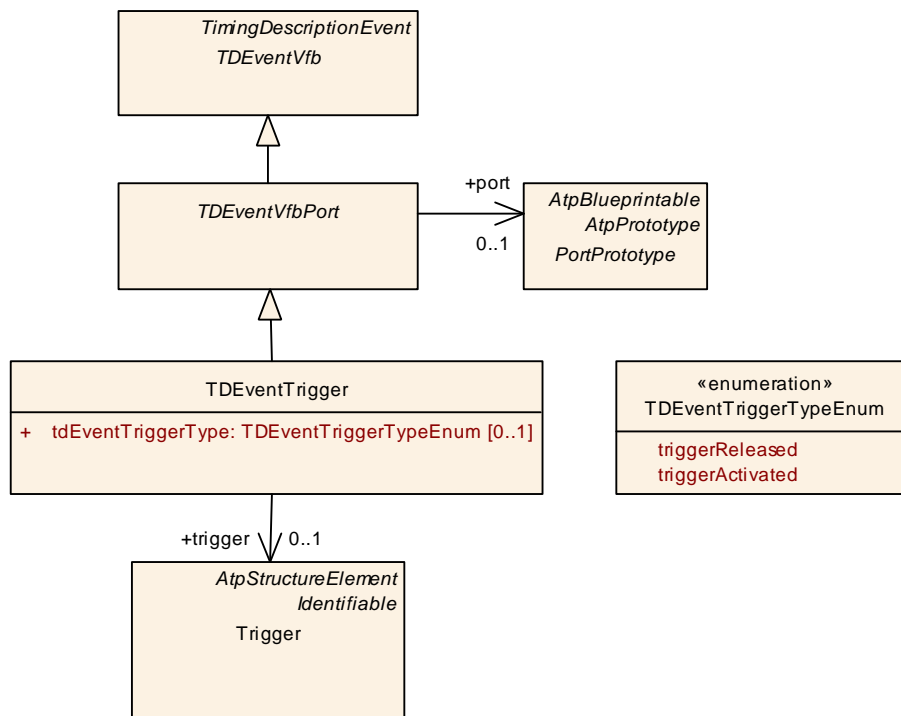 TimingDescriptionEvent
TDEventVfb
TDEventVfbPort
+port
0..1
AtpBlueprintable
AtpPrototype
PortPrototype
TDEventTrigger
+ tdEventTriggerType: TDEventTriggerTypeEnum [0..1]
«enumeration»
TDEventTriggerTypeEnum
triggerReleased
triggerActivated
+trigger 0..1
AtpStructureElement
Identifiable
Trigger